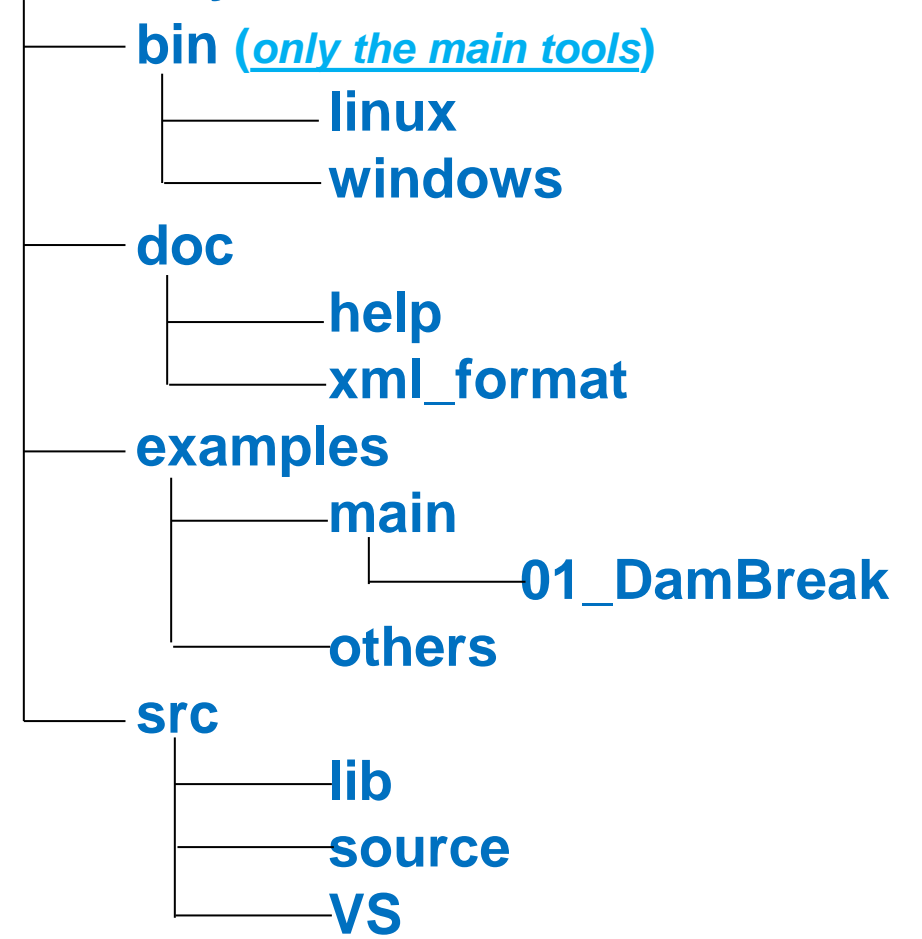 bin (only the main tools)
linux
windows
doc
help
xml_format
examples
main
01_DamBreak
others
src
lib
source
VS